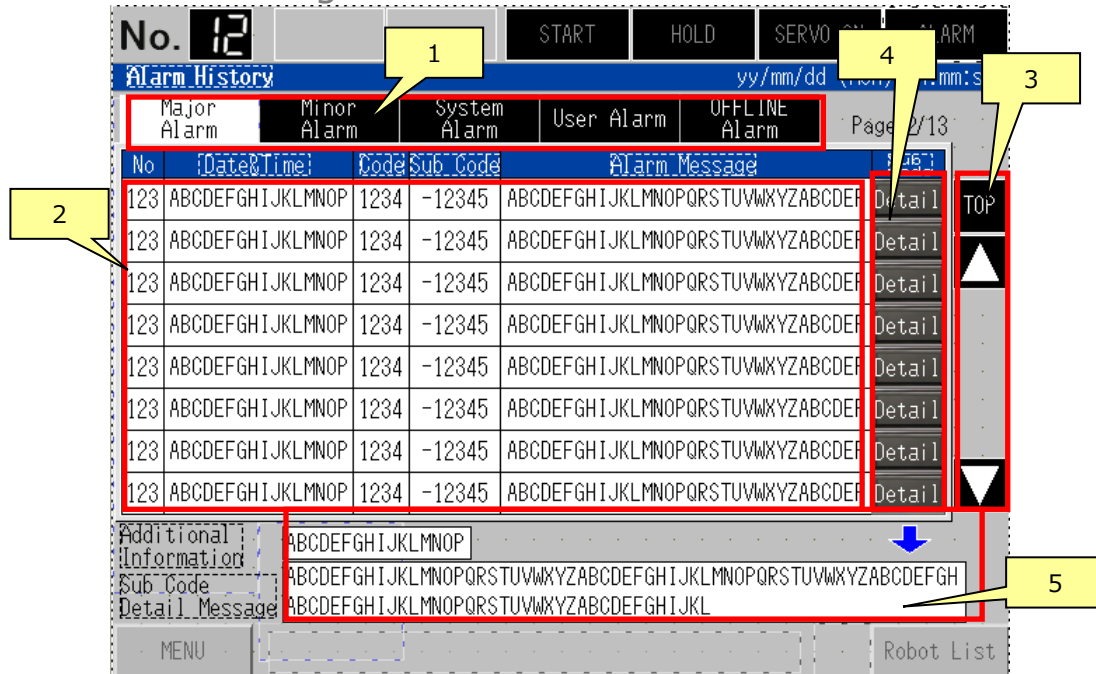 No. 12 START HOLD SERVO ON ALARM
Alarm History yy/mm/dd
1
4
3
Major Alarm Minor Alarm System Alarm User Alarm OFFLINE Alarm Page 2/13
No Date&Time Code Sub Code Alarm Message Sub
2
123 ABCDEFGHIJKLMNOP 1234 -12345 ABCDEFGHIJKLMNOPQRSTUVWXYZABCDEF Detail TOP
123 ABCDEFGHIJKLMNOP 1234 -12345 ABCDEFGHIJKLMNOPQRSTUVWXYZABCDEF Detail
123 ABCDEFGHIJKLMNOP 1234 -12345 ABCDEFGHIJKLMNOPQRSTUVWXYZABCDEF Detail
123 ABCDEFGHIJKLMNOP 1234 -12345 ABCDEFGHIJKLMNOPQRSTUVWXYZABCDEF Detail
123 ABCDEFGHIJKLMNOP 1234 -12345 ABCDEFGHIJKLMNOPQRSTUVWXYZABCDEF Detail
123 ABCDEFGHIJKLMNOP 1234 -12345 ABCDEFGHIJKLMNOPQRSTUVWXYZABCDEF Detail
123 ABCDEFGHIJKLMNOP 1234 -12345 ABCDEFGHIJKLMNOPQRSTUVWXYZABCDEF Detail
123 ABCDEFGHIJKLMNOP 1234 -12345 ABCDEFGHIJKLMNOPQRSTUVWXYZABCDEF Detail
Additional
Information
ABCDEFGHIJKLMNOP
Sub Code
Detail Message
ABCDEFGHIJKLMNOPQRSTUVWXYZABCDEFGHIJKLMNOPQRSTUVWXYZABCDEFGH
ABCDEFGHIJKLMNOPQRSTUVWXYZABCDEFGHIJKL
5
MENU Robot List